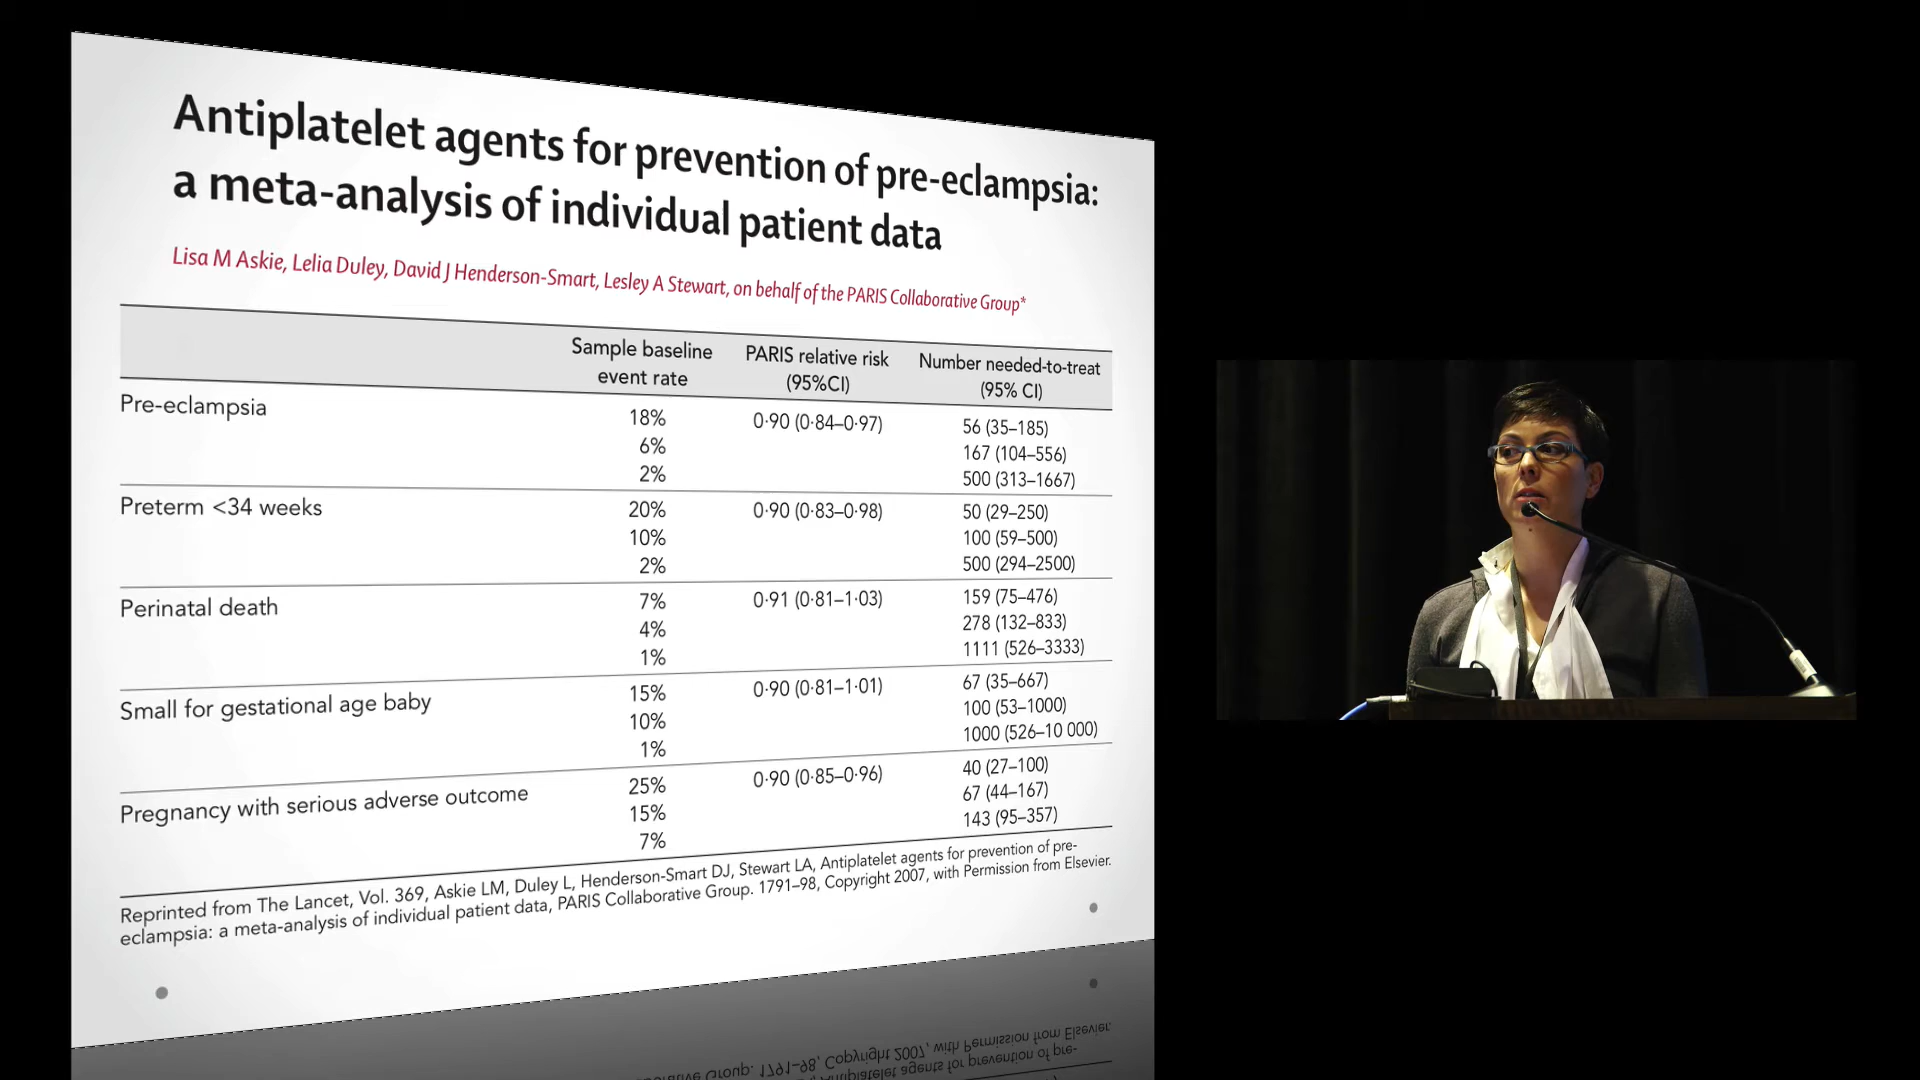 Antiplatelet agents for prevention of pre-eclampsia:
a meta-analysis of individual patient data
Lisa M Askie, Lelia Duley, David J Henderson-Smart, Lesley A Stewart, on behalf of the PARIS Collaborative Group*
Sample baseline event rate PARIS relative risk (95%CI) Number needed-to-treat (95% CI)
Pre-eclampsia 18% 0·90 (0·84–0·97) 56 (35–185)
6% 167 (104–556)
2% 500 (313–1667)
Preterm <34 weeks 20% 0·90 (0·83–0·98) 50 (29–250)
10% 100 (59–500)
2% 500 (294–2500)
Perinatal death 7% 0·91 (0·81–1·03) 159 (75–476)
4% 278 (132–833)
1% 1111 (526–3333)
Small for gestational age baby 15% 0·90 (0·81–1·01) 67 (35–667)
10% 100 (53–1000)
1% 1000 (526–10 000)
Pregnancy with serious adverse outcome 25% 0·90 (0·85–0·96) 40 (27–100)
15% 67 (44–167)
7% 143 (95–357)
Reprinted from The Lancet, Vol. 369, Askie LM, Duley L, Henderson-Smart DJ, Stewart LA, Antiplatelet agents for prevention of pre-
eclampsia: a meta-analysis of individual patient data, PARIS Collaborative Group. 1791–98, Copyright 2007, with Permission from Elsevier.